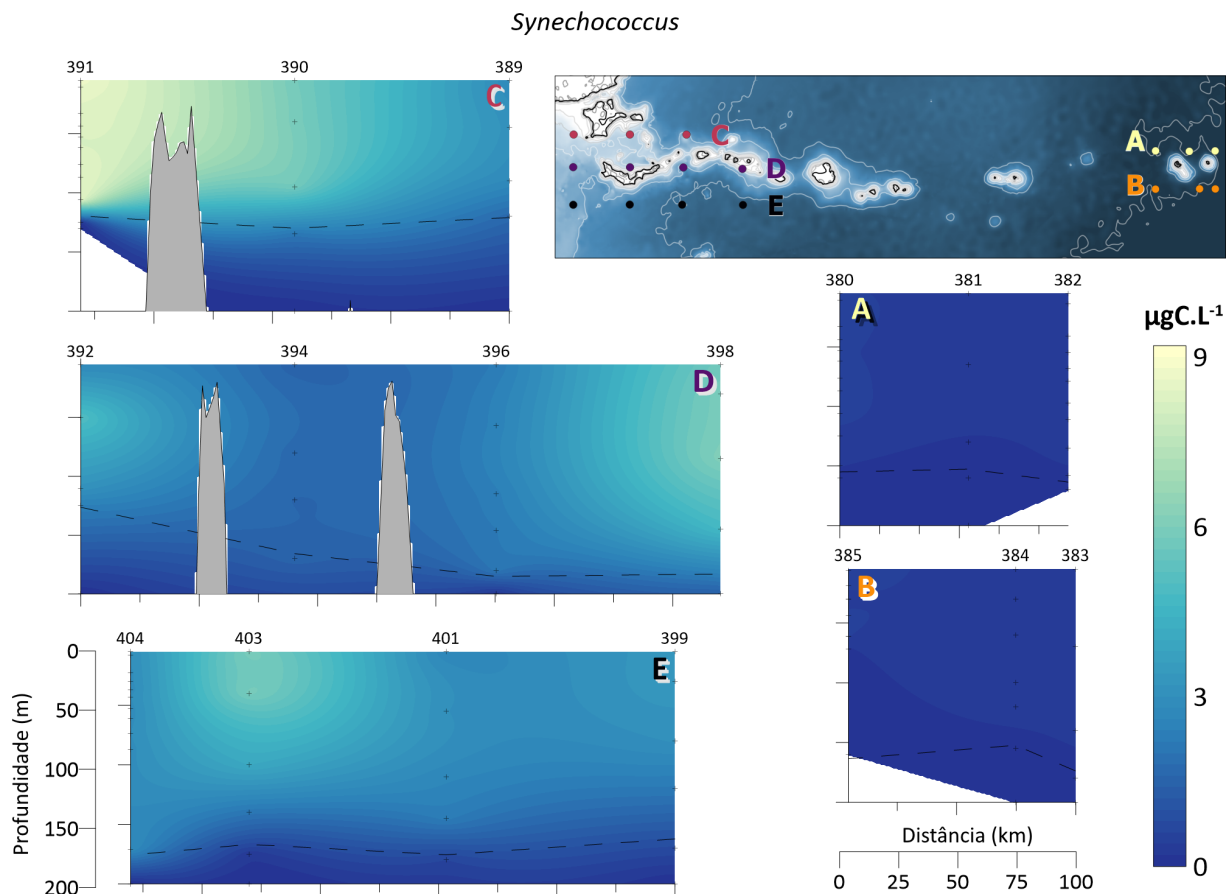 Synechococcus
391 390 389
C
A
C
D
B
E
380 381 382
A
µgC.L-1
9
6
3
0
392 394 396 398
D
385 384 383
B
404 403 401 399
E
Profundidade (m)
0
50
100
150
200
Distância (km)
0 25 50 75 100